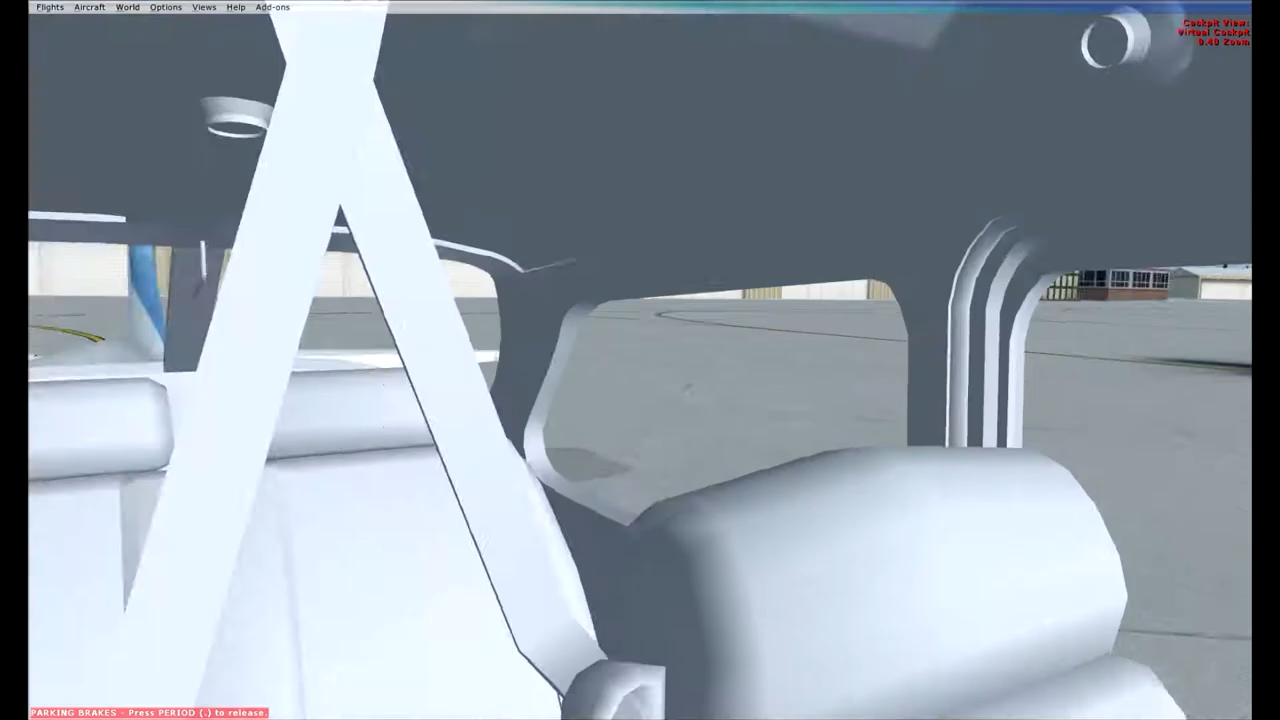 Flights Aircraft World Options Views Help Add-ons
Cockpit View:
Virtual Cockpit
0.40 Zoom
PARKING BRAKES - Press PERIOD (.) to release.